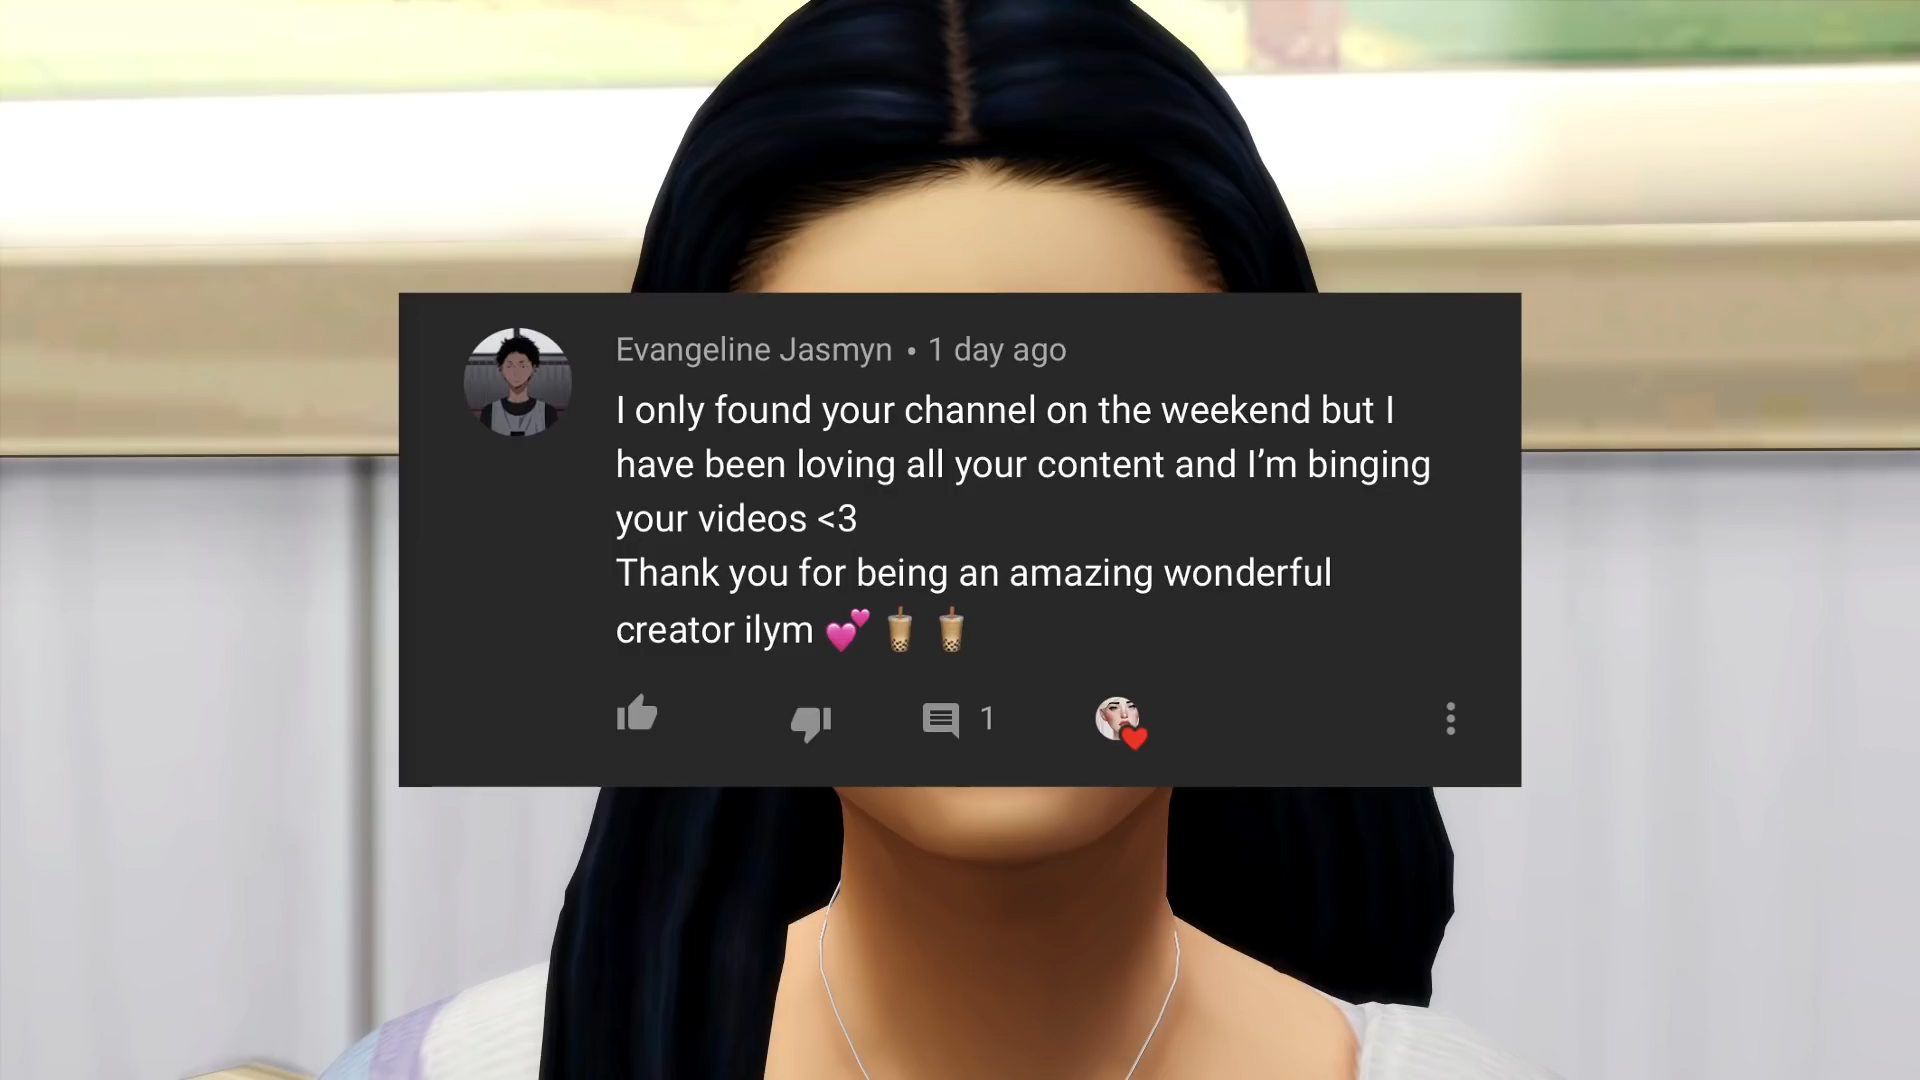 Evangeline Jasmyn • 1 day ago
I only found your channel on the weekend but I
have been loving all your content and I’m binging
your videos <3
Thank you for being an amazing wonderful
creator ilym 💕🧋🧋
1